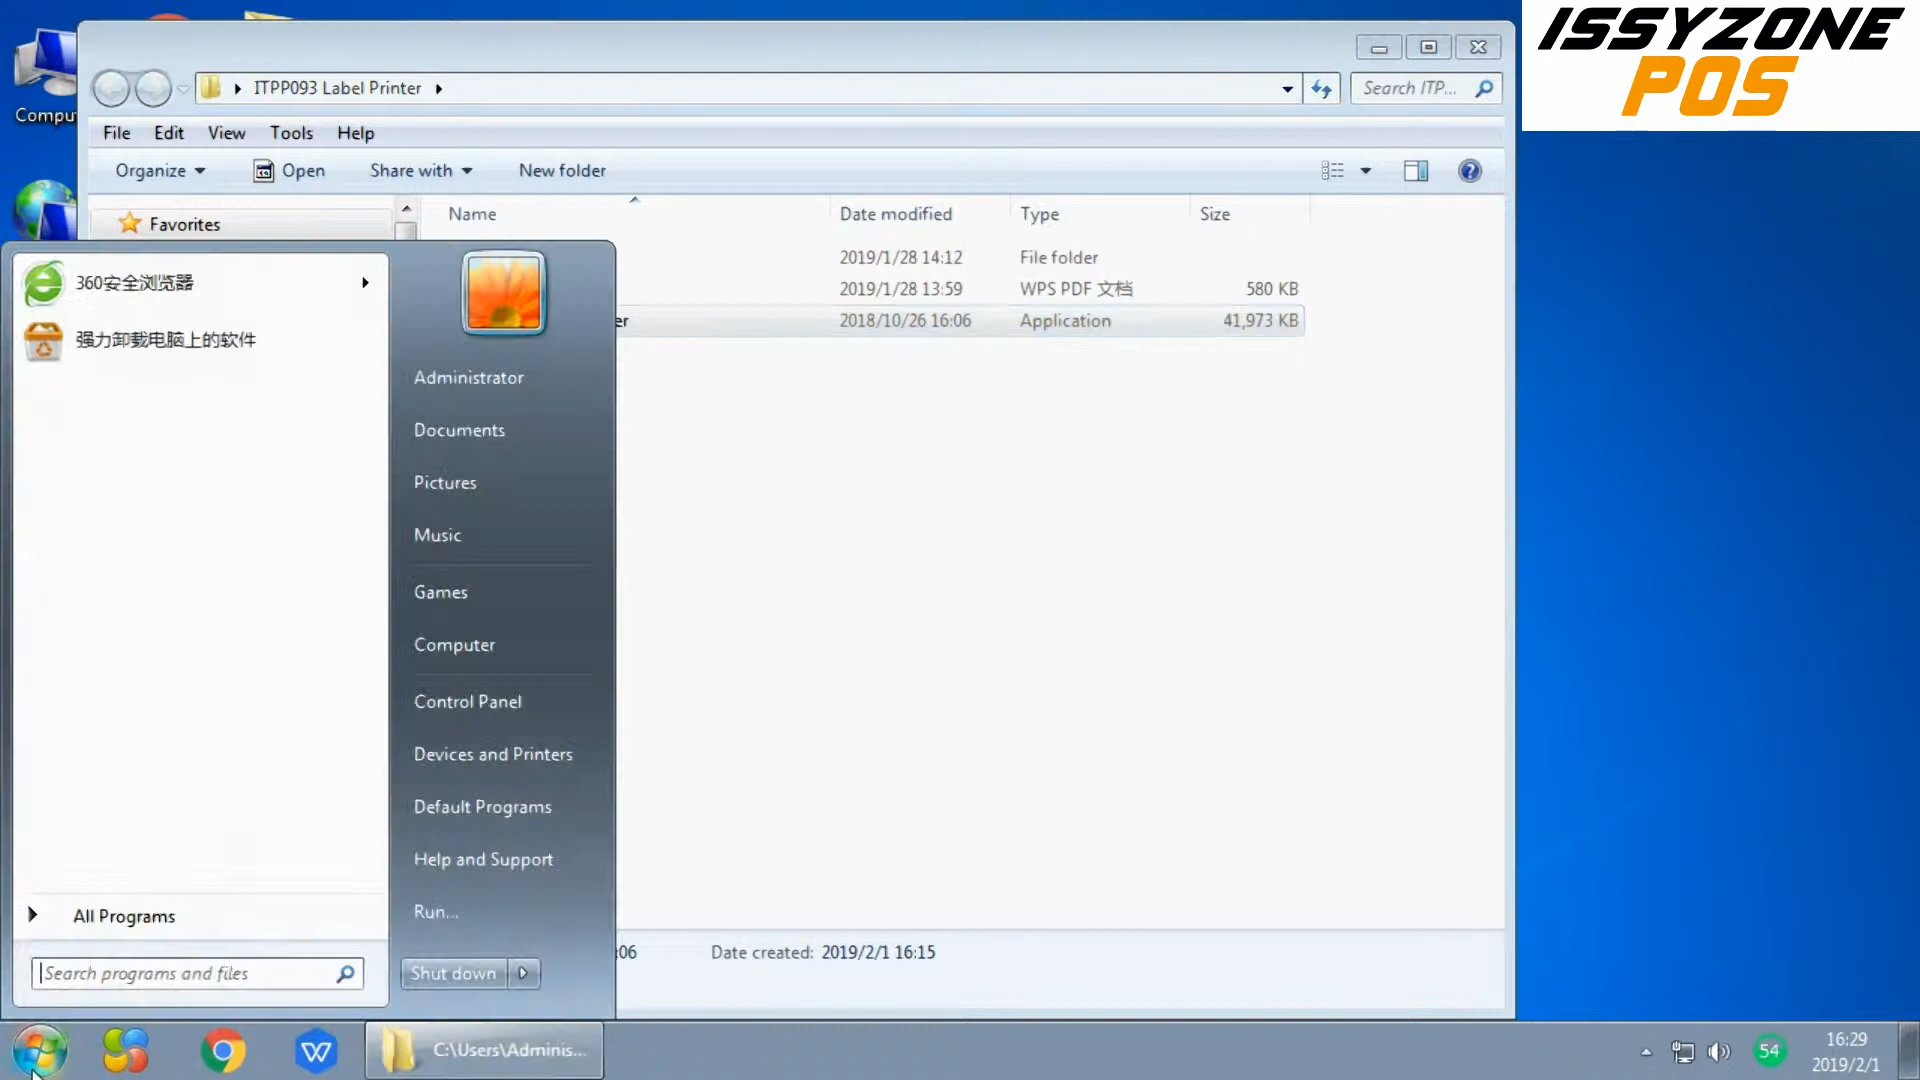 ISSYZONE
POS
Compu
ITPP093 Label Printer
Search ITP...
File Edit View Tools Help
Organize Open Share with New folder
Favorites
Name Date modified Type Size
2019/1/28 14:12 File folder
2019/1/28 13:59 WPS PDF 文档 580 KB
er 2018/10/26 16:06 Application 41,973 KB
360安全浏览器
强力卸载电脑上的软件
Administrator
Documents
Pictures
Music
Games
Computer
Control Panel
Devices and Printers
Default Programs
Help and Support
Run...
All Programs
Search programs and files
Shut down
:06 Date created: 2019/2/1 16:15
C:\Users\Adminis...
54
16:29
2019/2/1